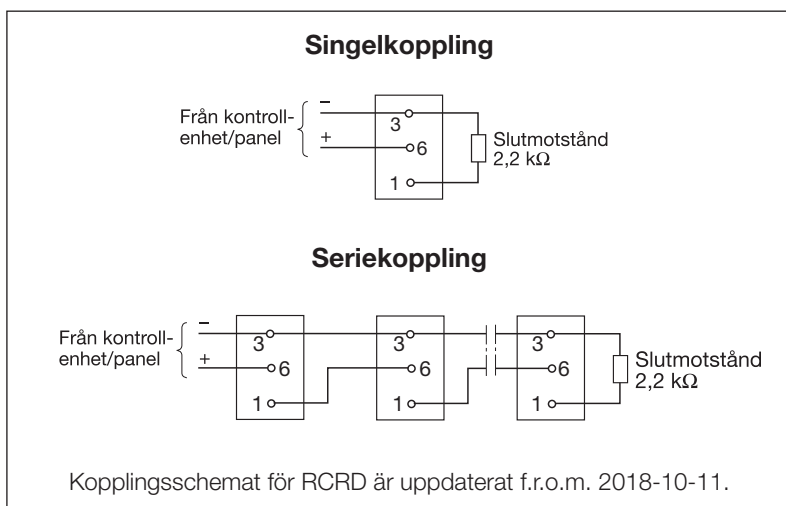 Singelkoppling
Från kontroll-
enhet/panel
−
+
3
6
1
Slutmotstånd
2,2 kΩ
Seriekoppling
Från kontroll-
enhet/panel
−
+
3
6
1
3
6
1
3
6
1
Slutmotstånd
2,2 kΩ
Kopplingsschemat för RCRD är uppdaterat f.r.o.m. 2018-10-11.